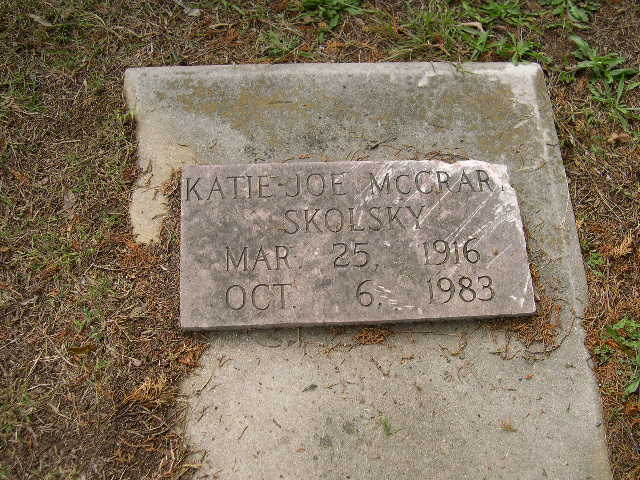 KATIE-JOE McCRARY
SKOLSKY
MAR. 25, 1916
OCT. 6, 1983